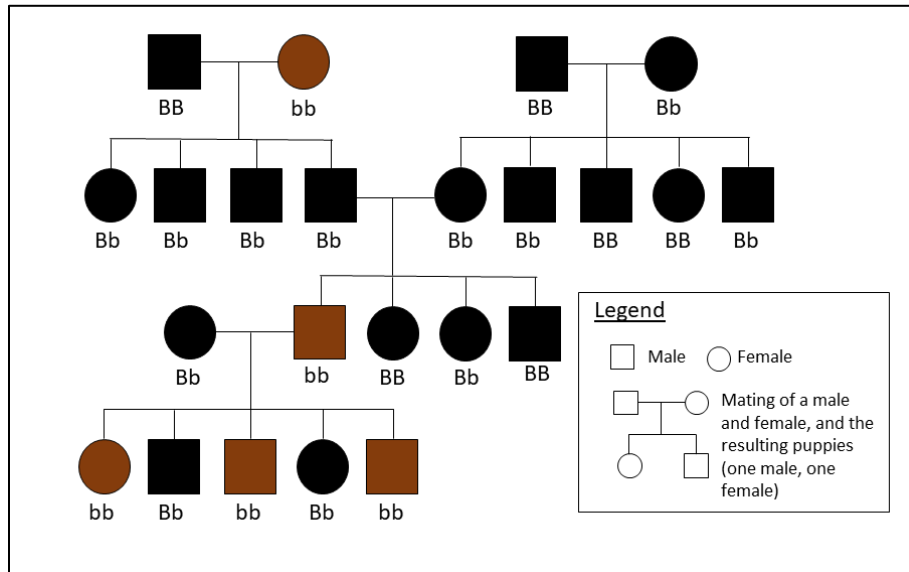 BB bb BB Bb
Bb Bb Bb Bb Bb Bb BB BB Bb
Bb bb BB Bb BB
bb Bb bb Bb bb
Legend
Male Female
Mating of a male
and female, and the
resulting puppies
(one male, one
female)